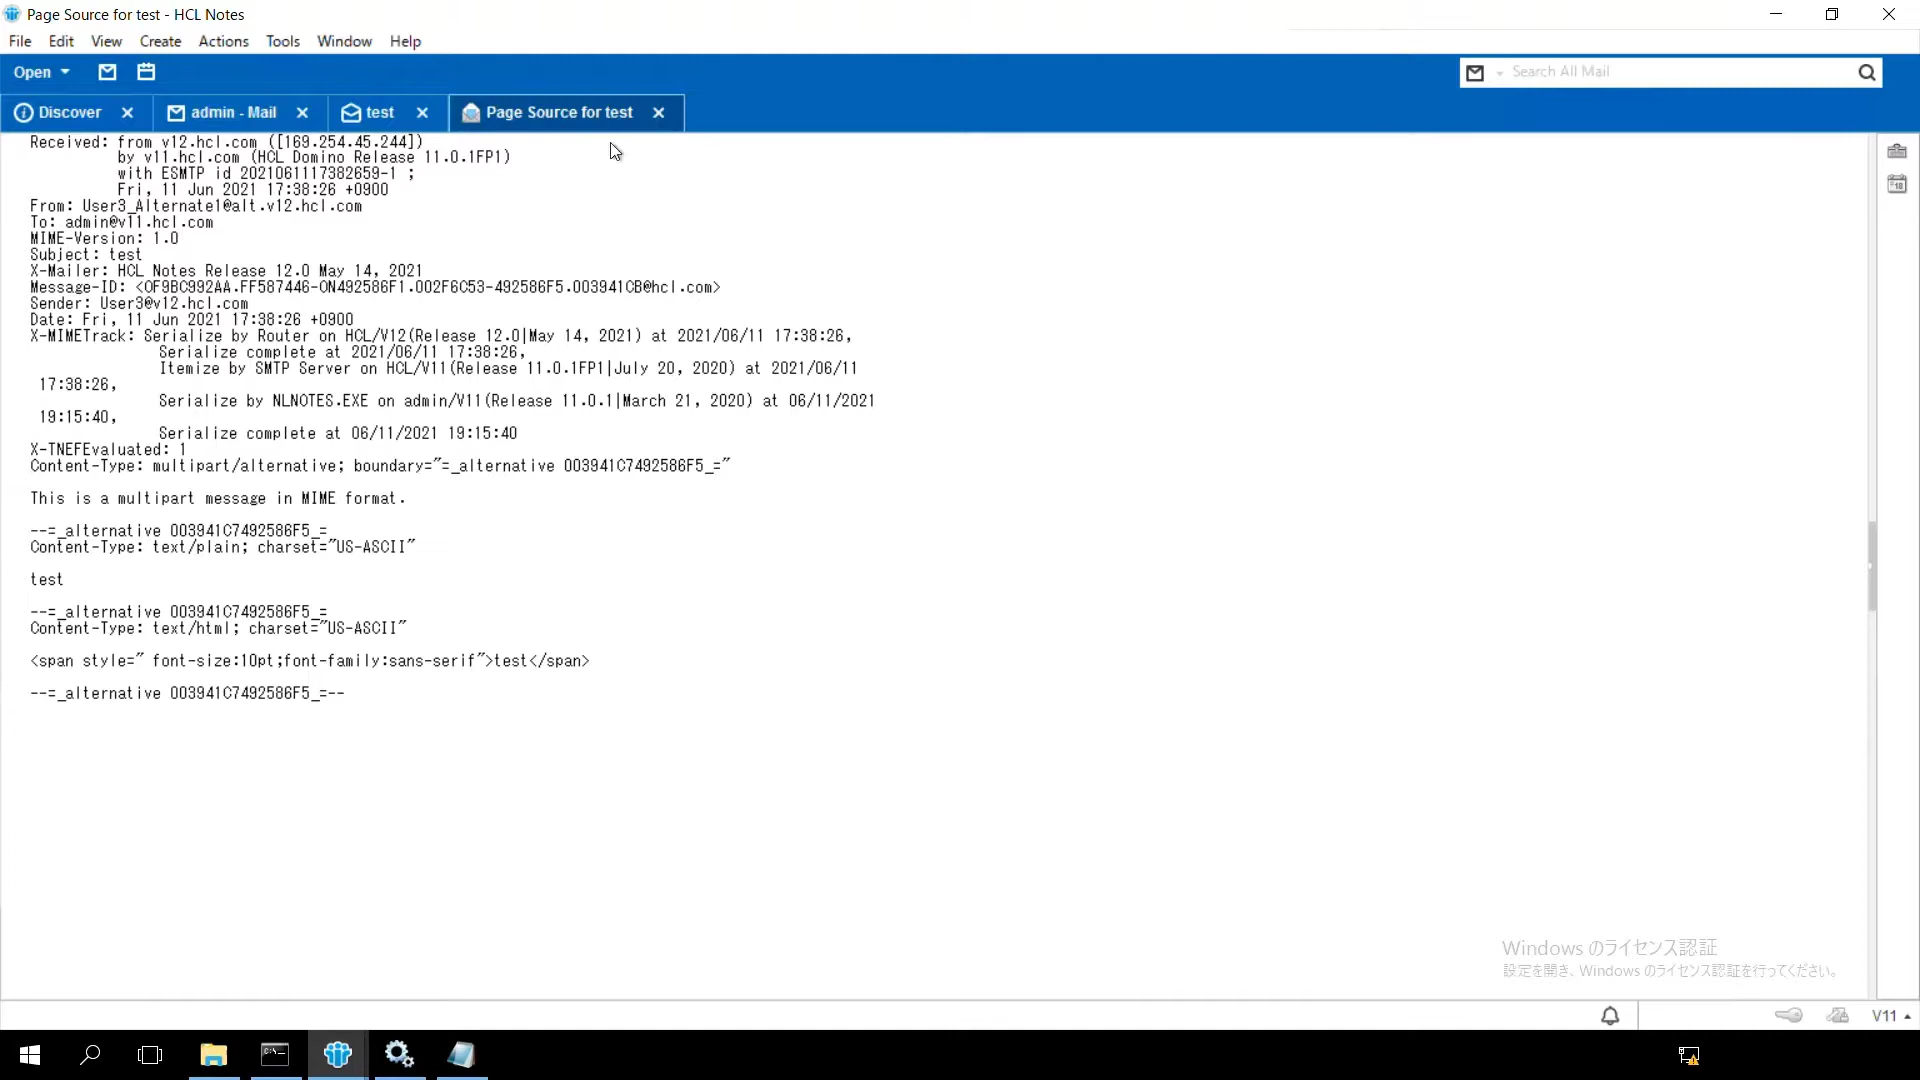 Page Source for test - HCL Notes
File Edit View Create Actions Tools Window Help
Open Search All Mail
Discover admin - Mail test Page Source for test
Received: from v12.hcl.com ([169.254.45.244])
by v11.hcl.com (HCL Domino Release 11.0.1FP1)
with ESMTP id 2021061117382659-1 ;
Fri, 11 Jun 2021 17:38:26 +0900
From: User3_Alternate1@alt.v12.hcl.com
To: admin@v11.hcl.com
MIME-Version: 1.0
Subject: test
X-Mailer: HCL Notes Release 12.0 May 14, 2021
Message-ID: <OF9BC992AA.FF587446-ON492586F1.002F6C53-492586F5.003941CB@hcl.com>
Sender: User3@v12.hcl.com
Date: Fri, 11 Jun 2021 17:38:26 +0900
X-MIMETrack: Serialize by Router on HCL/V12(Release 12.0|May 14, 2021) at 2021/06/11 17:38:26,
Serialize complete at 2021/06/11 17:38:26,
Itemize by SMTP Server on HCL/V11(Release 11.0.1FP1|July 20, 2020) at 2021/06/11
17:38:26,
Serialize by NLNOTES.EXE on admin/V11(Release 11.0.1|March 21, 2020) at 06/11/2021
19:15:40,
Serialize complete at 06/11/2021 19:15:40
X-TNEFEvaluated: 1
Content-Type: multipart/alternative; boundary="=_alternative 003941C7492586F5_="
This is a multipart message in MIME format.
--=_alternative 003941C7492586F5_=
Content-Type: text/plain; charset="US-ASCII"
test
--=_alternative 003941C7492586F5_=
Content-Type: text/html; charset="US-ASCII"
<span style=" font-size:10pt;font-family:sans-serif">test</span>
--=_alternative 003941C7492586F5_=--
Windows のライセンス認証
設定を開き、Windows のライセンス認証を行ってください。
V11